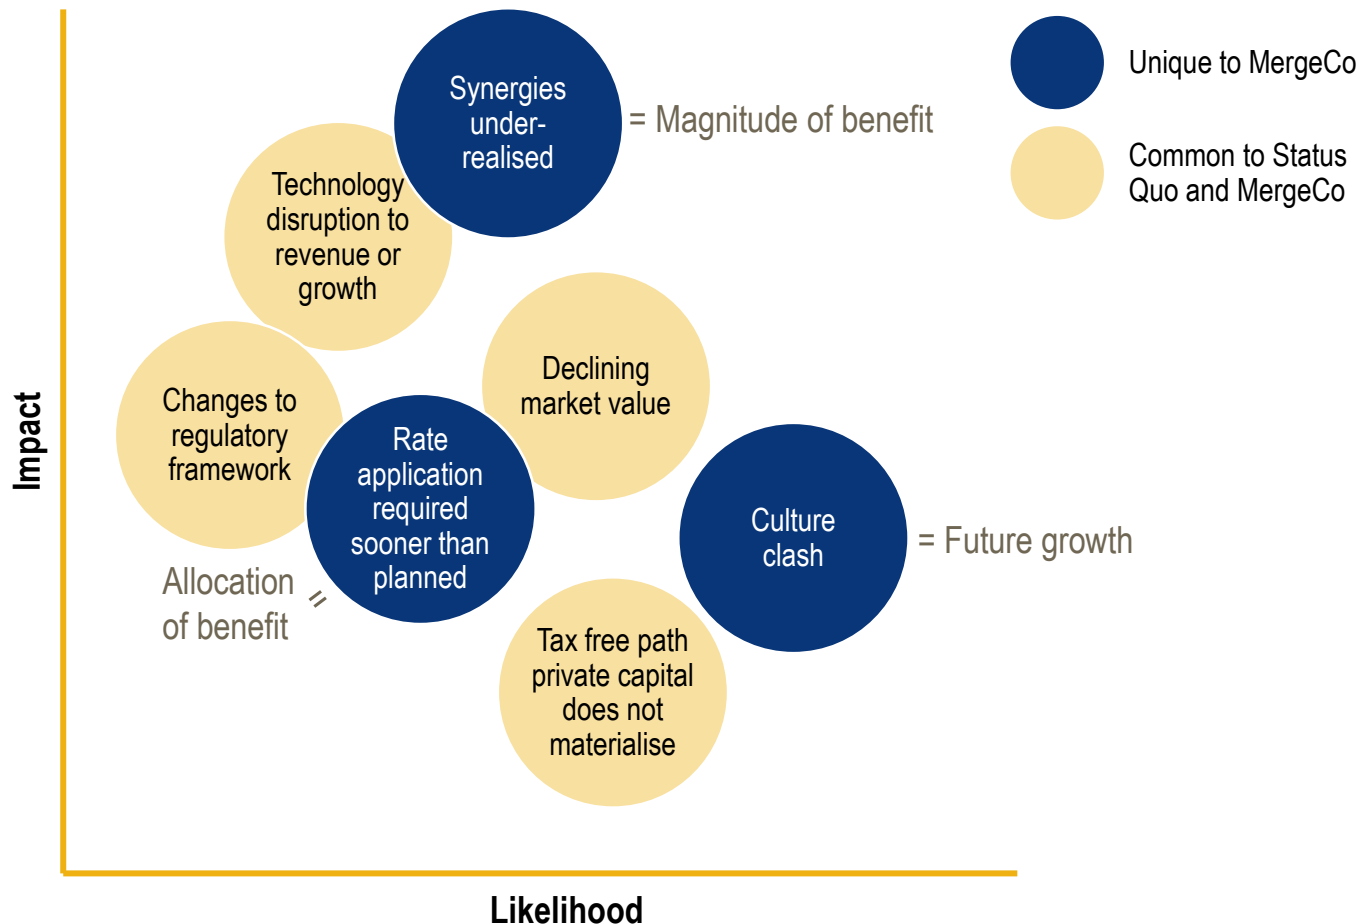 Synergies
under-
realised
= Magnitude of benefit
Unique to MergeCo
Common to Status
Quo and MergeCo
Technology
disruption to
revenue or
growth
Declining
market value
Changes to
regulatory
framework
Rate
application
required
sooner than
planned
Culture
clash
= Future growth
Allocation
of benefit
=
Tax free path
private capital
does not
materialise
Impact
Likelihood